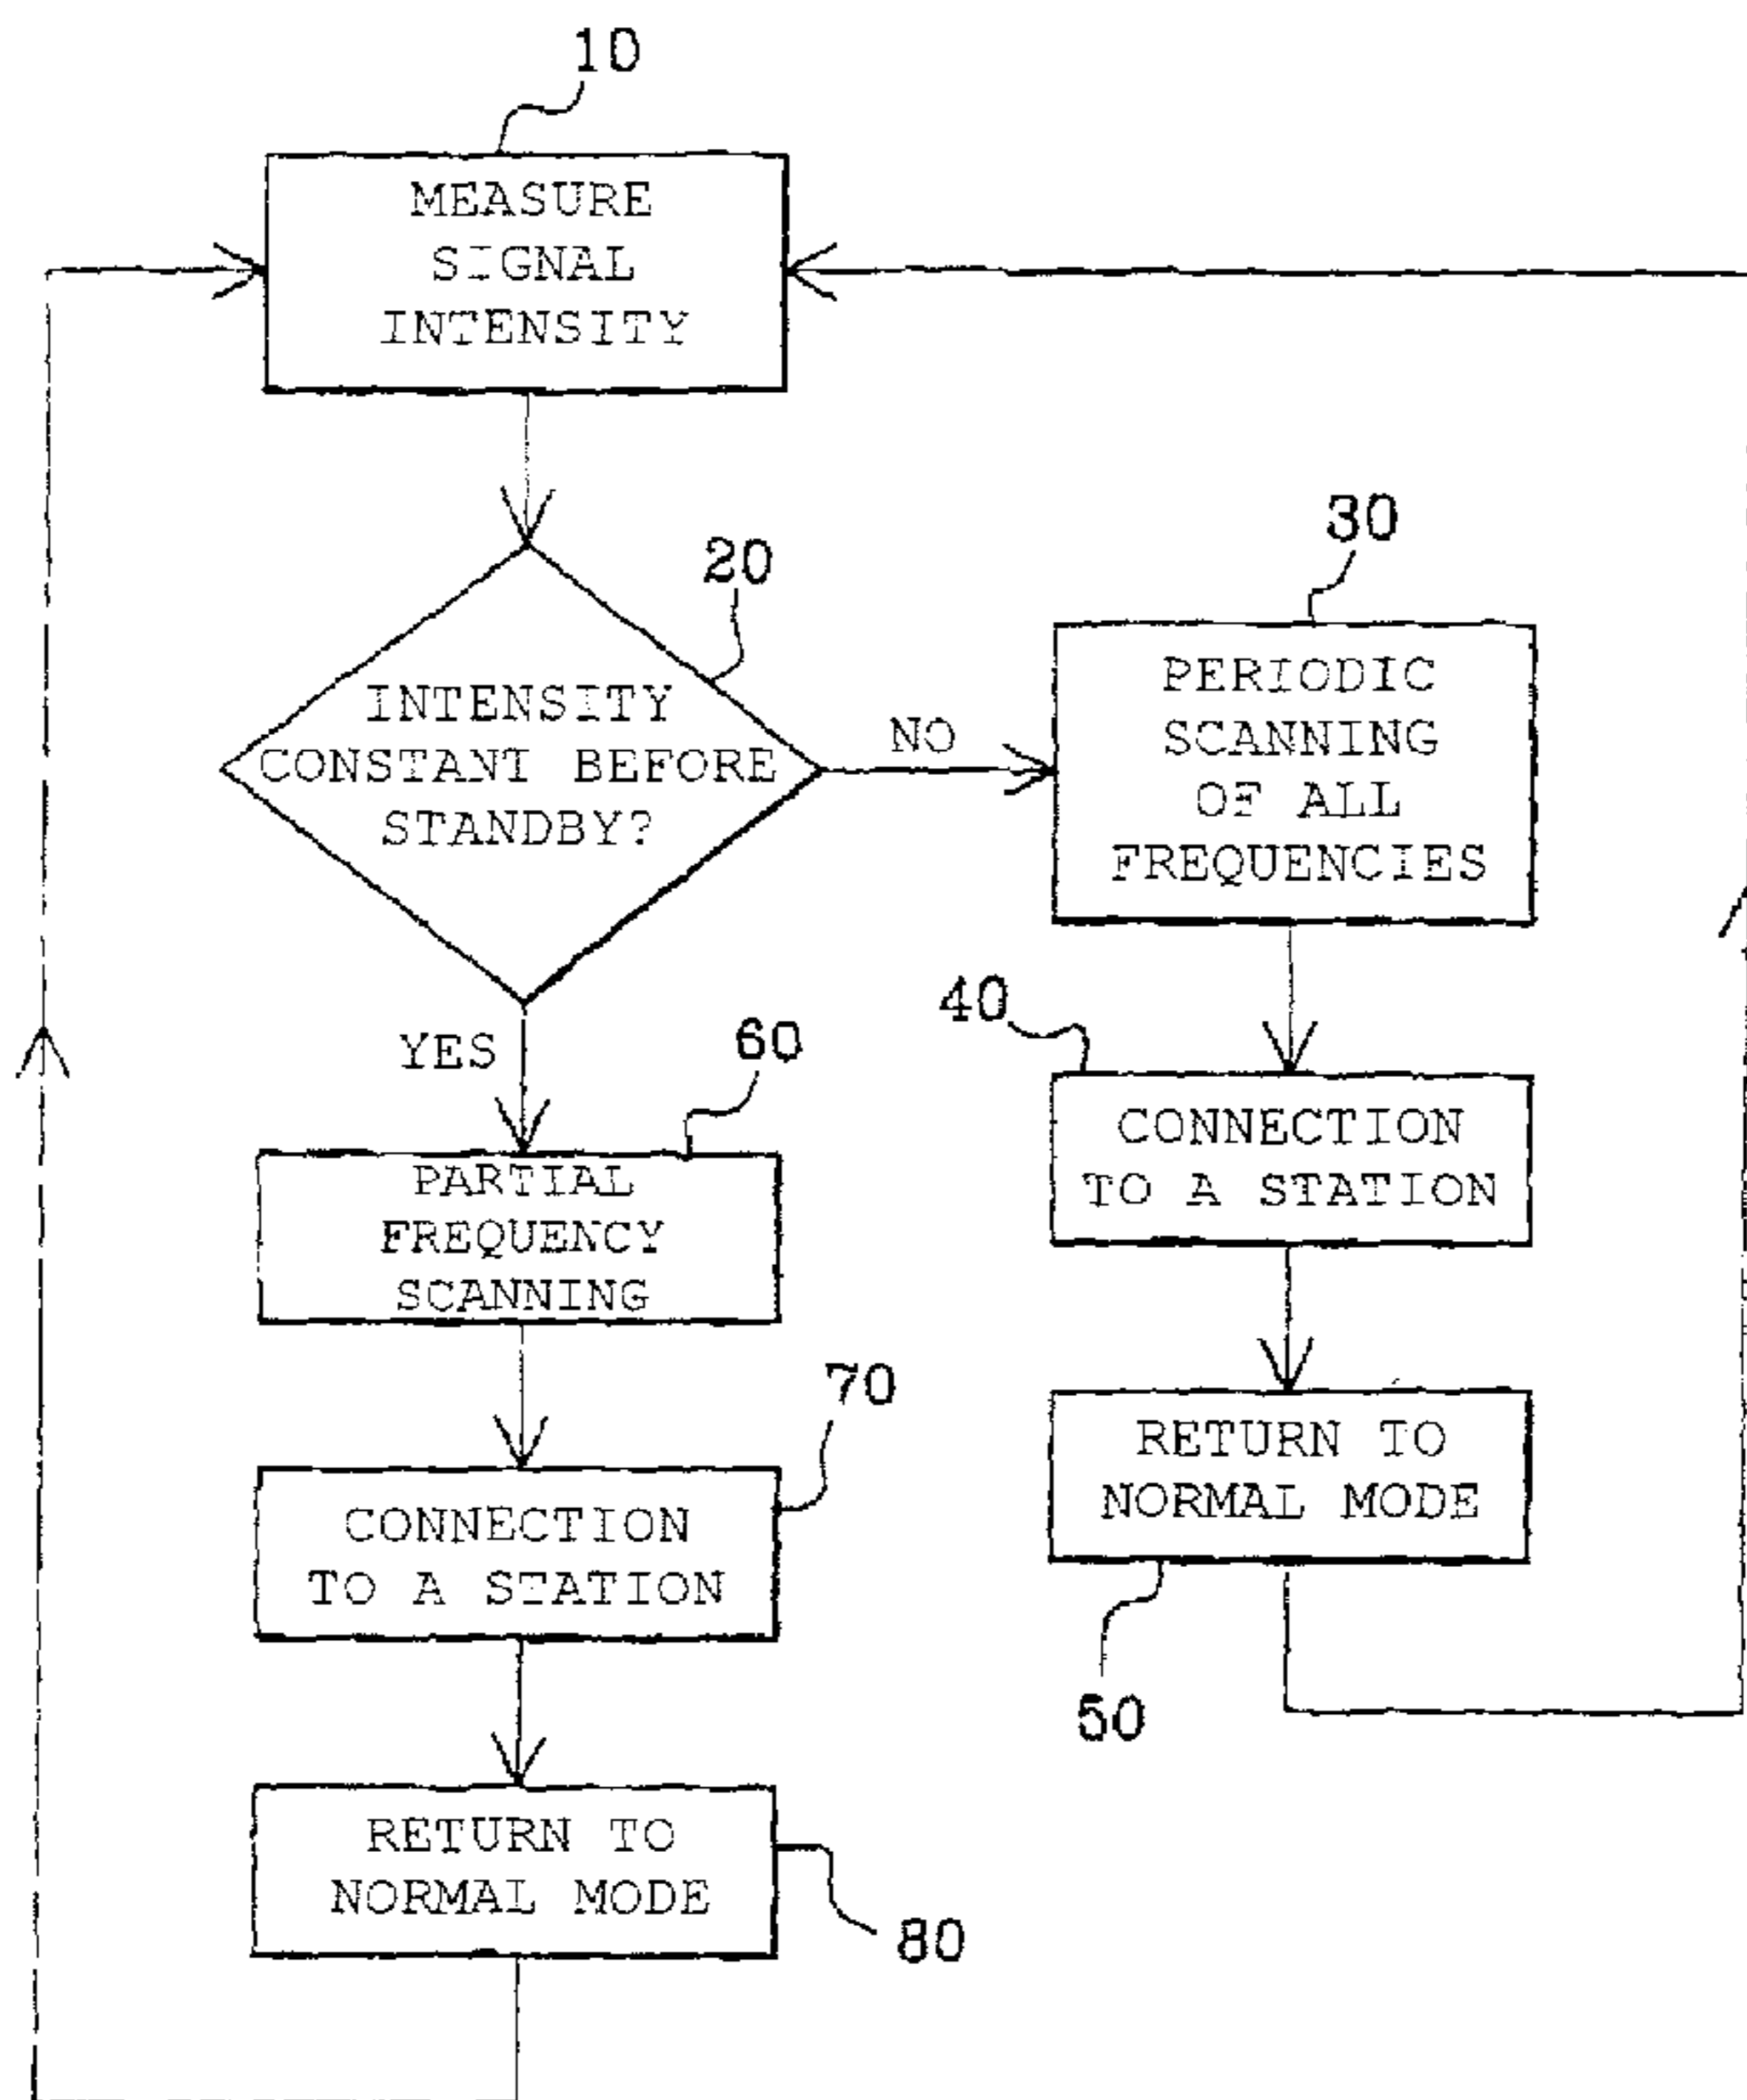 10
MEASURE
SIGNAL
INTENSITY
20
INTENSITY
CONSTANT BEFORE
STANDBY?
NO
30
PERIODIC
SCANNING
OF ALL
FREQUENCIES
40
CONNECTION
TO A STATION
RETURN TO
NORMAL MODE
50
YES
60
PARTIAL
FREQUENCY
SCANNING
70
CONNECTION
TO A STATION
RETURN TO
NORMAL MODE
80